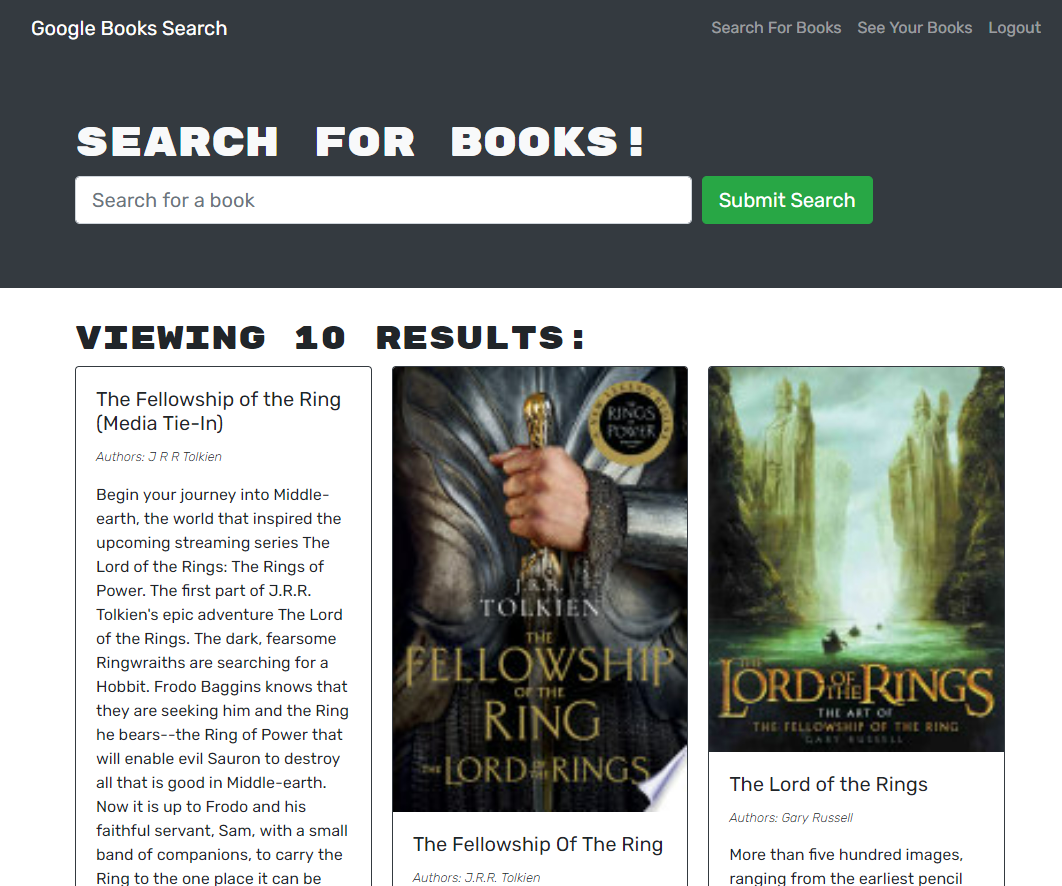 Google Books Search
Search For Books
See Your Books
Logout
SEARCH FOR BOOKS!
Search for a book
Submit Search
VIEWING 10 RESULTS:
The Fellowship of the Ring
(Media Tie-In)
Authors: J R R Tolkien
Begin your journey into Middle-
earth, the world that inspired the
upcoming streaming series The
Lord of the Rings: The Rings of
Power. The first part of J.R.R.
Tolkien's epic adventure The Lord
of the Rings. The dark, fearsome
Ringwraiths are searching for a
Hobbit. Frodo Baggins knows that
they are seeking him and the Ring
he bears--the Ring of Power that
will enable evil Sauron to destroy
all that is good in Middle-earth.
Now it is up to Frodo and his
faithful servant, Sam, with a small
band of companions, to carry the
Ring to the one place it can be
THE
RINGS
OF
POWER
J.R.R.
TOLKIEN
THE
FELLOWSHIP
OF THE
RING
THE LORD OF THE RINGS
The Fellowship Of The Ring
Authors: J.R.R. Tolkien
THE
LORD OF THE RINGS
THE ART OF
THE FELLOWSHIP OF THE RING
GARY RUSSELL
The Lord of the Rings
Authors: Gary Russell
More than five hundred images,
ranging from the earliest pencil